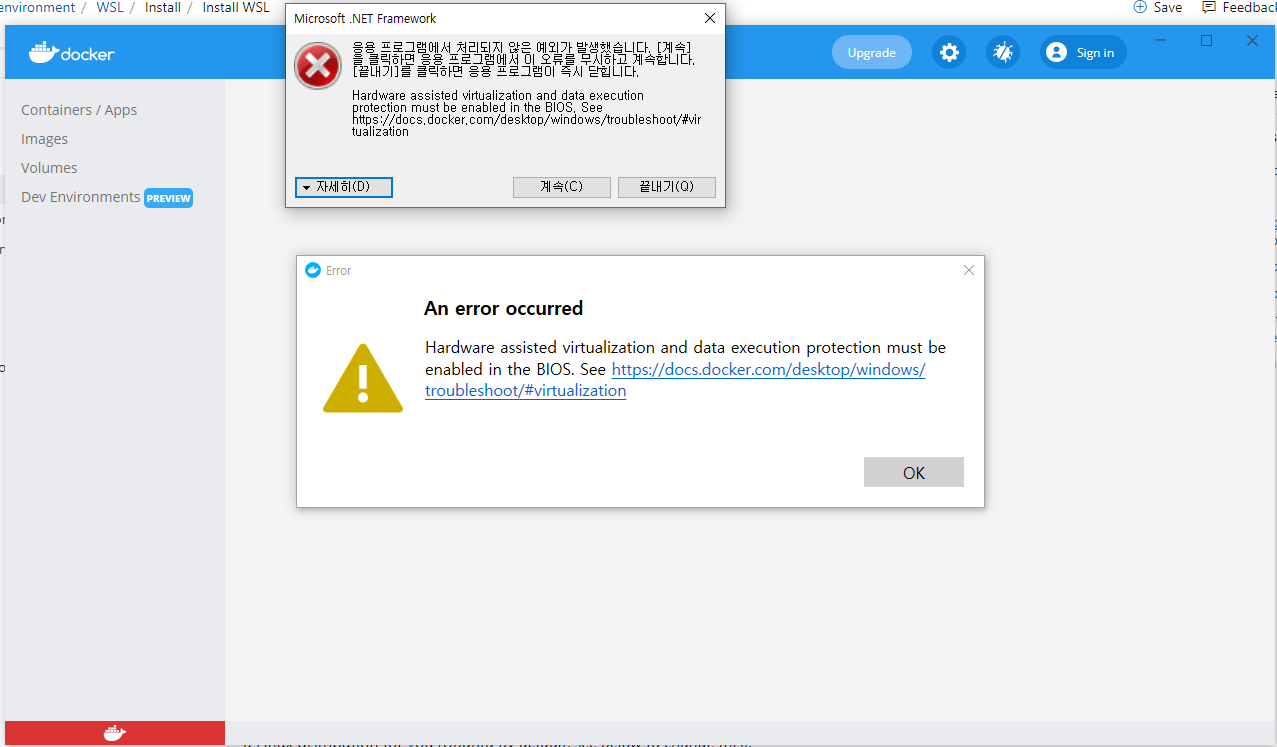 environment / WSL / Install / Install WSL
Save
Feedback
docker
Upgrade
Sign in
Containers / Apps
Images
Volumes
Dev Environments PREVIEW
Microsoft .NET Framework
응용 프로그램에서 처리되지 않은 예외가 발생했습니다. [계속]
을 클릭하면 응용 프로그램에서 이 오류를 무시하고 계속합니다.
[끝내기]를 클릭하면 응용 프로그램이 즉시 닫힙니다.
Hardware assisted virtualization and data execution
protection must be enabled in the BIOS. See
https://docs.docker.com/desktop/windows/troubleshoot/#vir
tualization
자세히(D)
계속(C)
끝내기(Q)
Error
An error occurred
Hardware assisted virtualization and data execution protection must be
enabled in the BIOS. See https://docs.docker.com/desktop/windows/
troubleshoot/#virtualization
OK